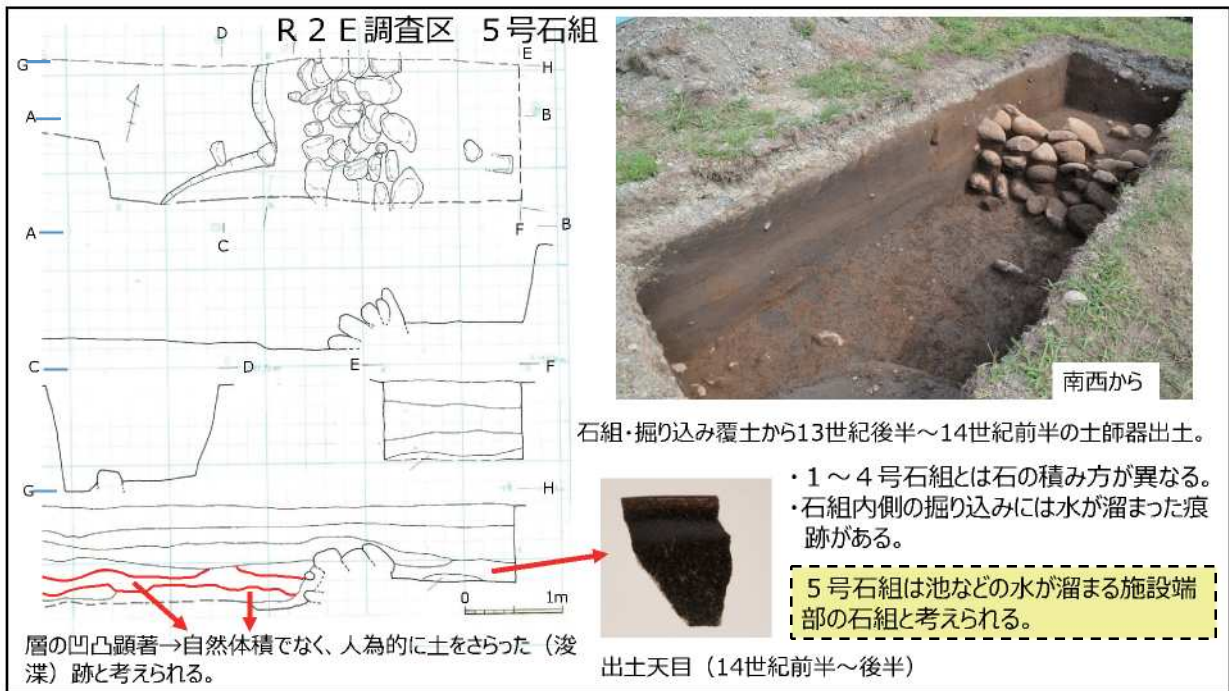 R2E調査区 5号石組
D
E
G
H
A
B
A
C
F
B
C
D
E
F
G
H
0 1m
層の凹凸顕著→自然体積でなく、人為的に土をさらった（浚
渫）跡と考えられる。
南西から
石組・掘り込み覆土から13世紀後半～14世紀前半の土師器出土。
・１～４号石組とは石の積み方が異なる。
・石組内側の掘り込みには水が溜まった痕
跡がある。
５号石組は池などの水が溜まる施設端
部の石組と考えられる。
出土天目（14世紀前半～後半）